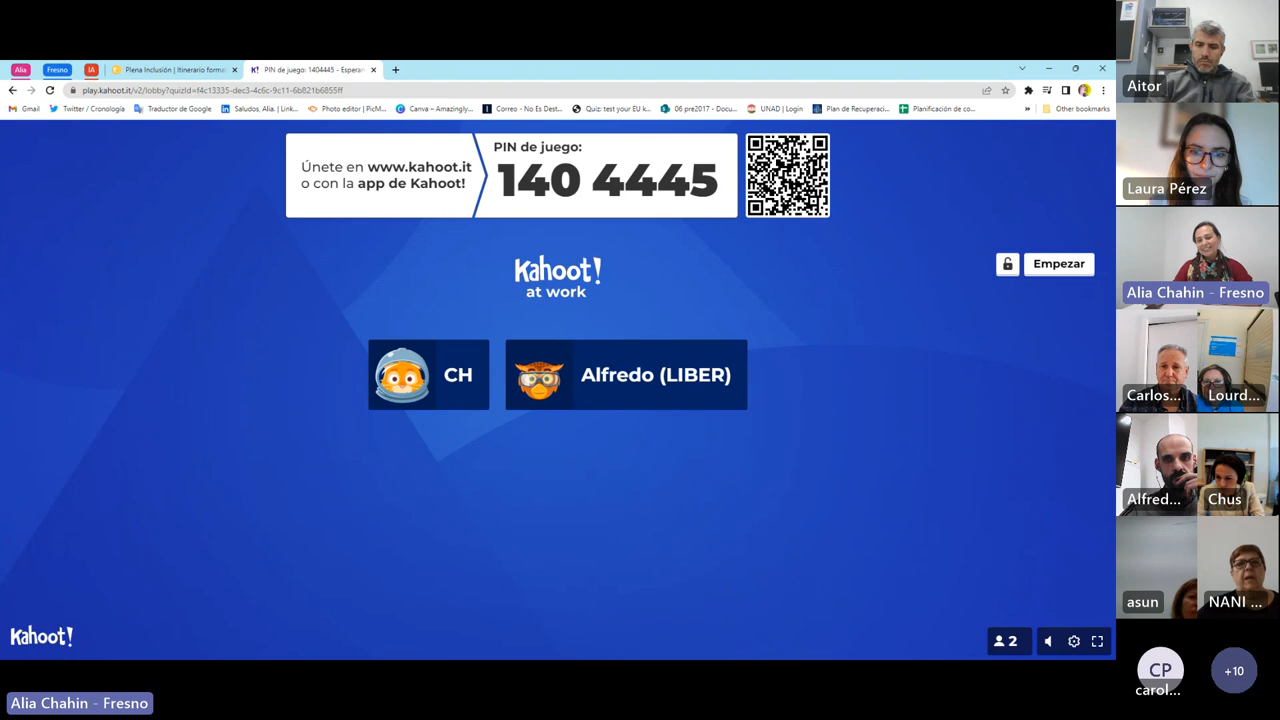 Alia
Fresno
IA
Plena Inclusión | Itinerario forma
PIN de juego: 1404445 - Esperan
play.kahoot.it/v2/lobby?quizId=f4c13335-dec3-4c6c-9c11-6b821b6855ff
Gmail
Twitter / Cronología
Traductor de Google
Saludos, Alia. | Link...
Photo editor | PicM...
Canva – Amazingly...
Correo - No Es Dest...
Quiz: test your EU k...
06 pre2017 - Docu...
UNAD | Login
Plan de Recuperaci...
Planificación de co...
Other bookmarks
Únete en www.kahoot.it
o con la app de Kahoot!
PIN de juego:
140 4445
Kahoot!
at work
Empezar
CH
Alfredo (LIBER)
Kahoot!
2
Alia Chahin - Fresno
Aitor
Laura Pérez
Alia Chahin - Fresno
Carlos...
Lourd...
Alfred...
Chus
asun
NANI ...
CP
carol...
+10